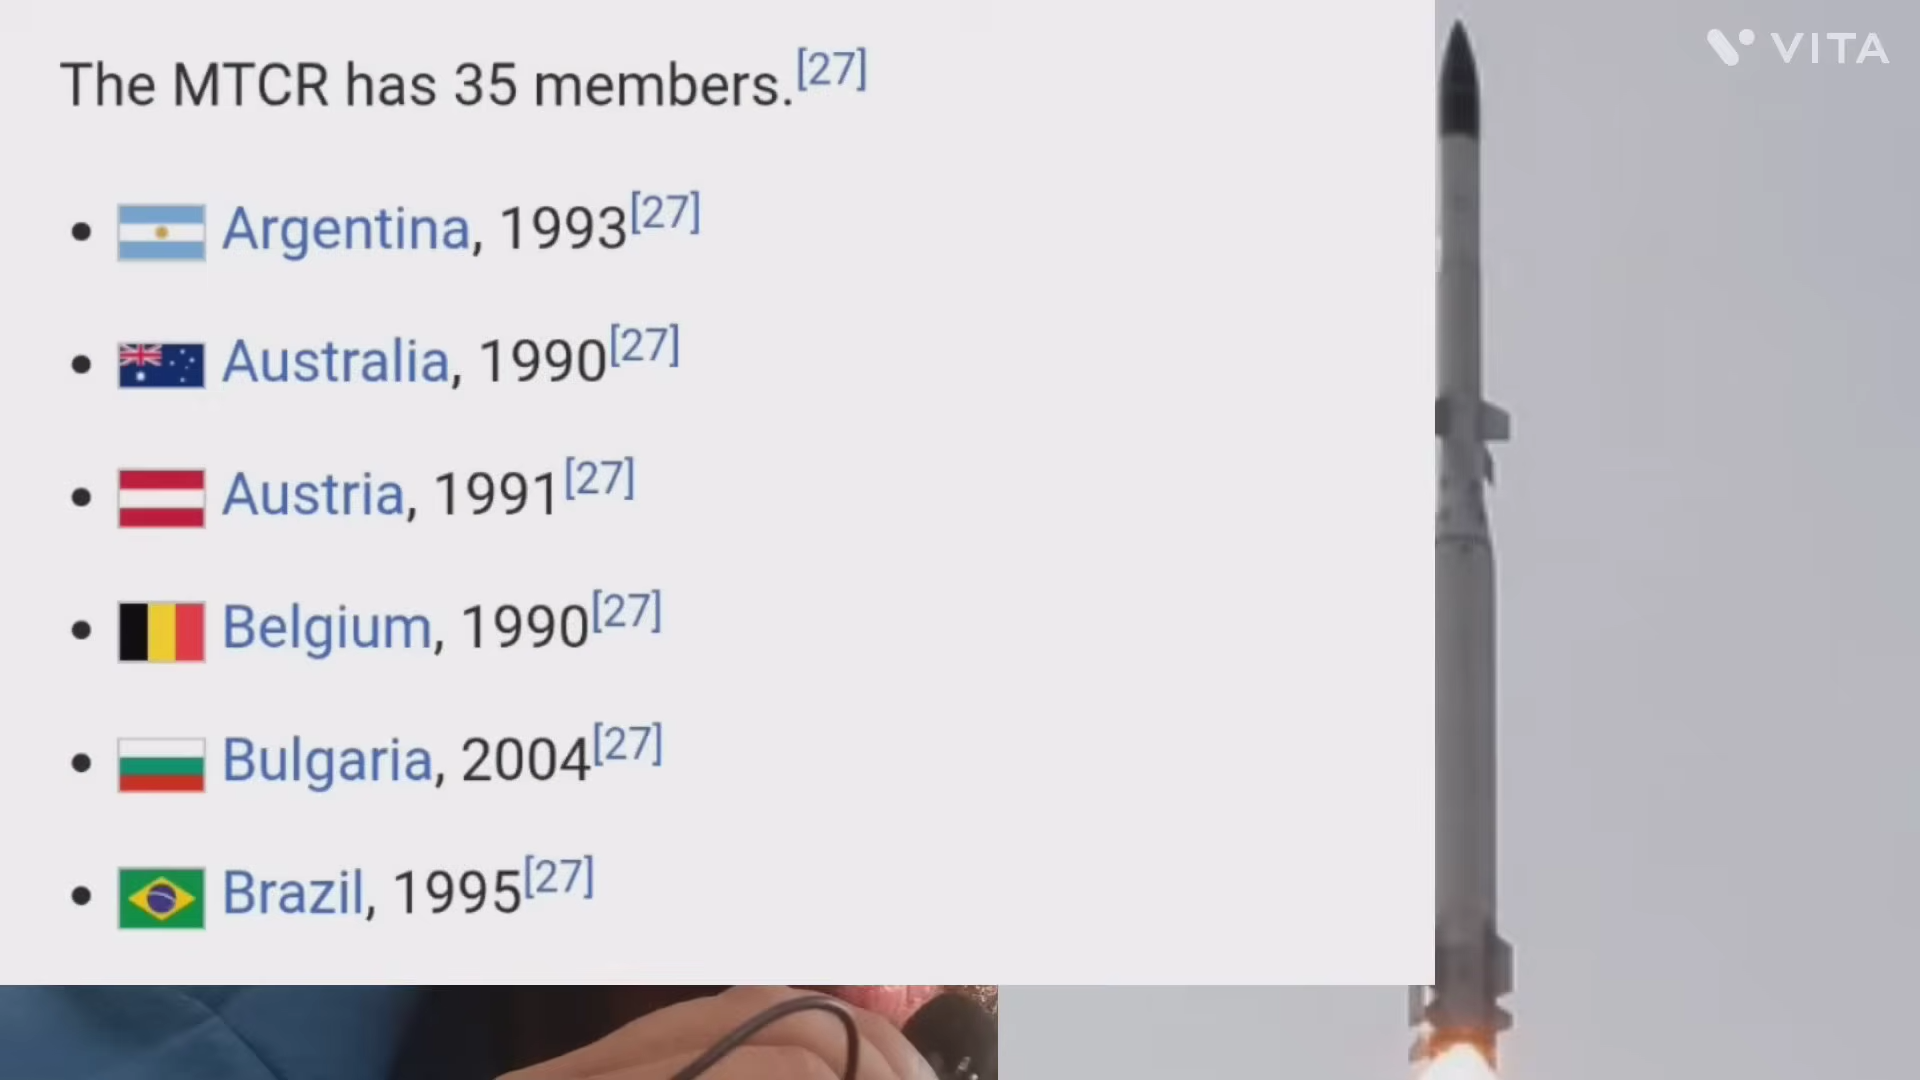 The MTCR has 35 members.[27]
VITA
Argentina, 1993[27]
Australia, 1990[27]
Austria, 1991[27]
Belgium, 1990[27]
Bulgaria, 2004[27]
Brazil, 1995[27]